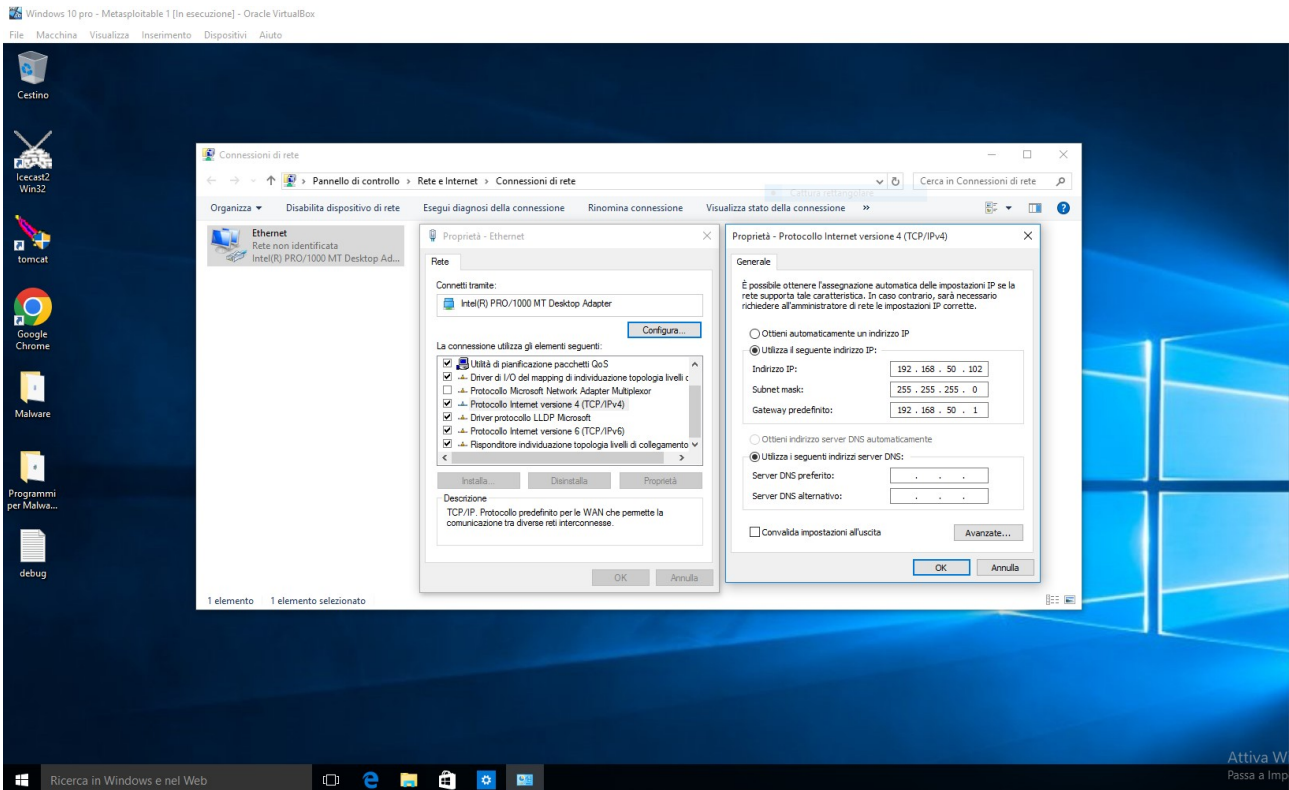 Windows 10 pro - Metasploitable 1 [In esecuzione] - Oracle VirtualBox
File Macchina Visualizza Inserimento Dispositivi Aiuto
Cestino
Icecast2
Win32
tomcat
Google
Chrome
Malware
Programmi
per Malwa...
debug
Connessioni di rete
Pannello di controllo > Rete e Internet > Connessioni di rete
Cattura rettangolare
Cerca in Connessioni di rete
Organizza Disabilita dispositivo di rete Esegui diagnosi della connessione Rinomina connessione Visualizza stato della connessione »
Ethernet
Rete non identificata
Intel(R) PRO/1000 MT Desktop Ad...
Proprietà - Ethernet
Rete
Connetti tramite:
Intel(R) PRO/1000 MT Desktop Adapter
Configura...
La connessione utilizza gli elementi seguenti:
Utilità di pianificazione pacchetti QoS
Driver di I/O del mapping di individuazione topologia livelli c
Protocollo Microsoft Network Adapter Multiplexor
Protocollo Internet versione 4 (TCP/IPv4)
Driver protocollo LLDP Microsoft
Protocollo Internet versione 6 (TCP/IPv6)
Risponditore individuazione topologia livelli di collegamento
Installa... Disinstalla Proprietà
Descrizione
TCP/IP. Protocollo predefinito per le WAN che permette la
comunicazione tra diverse reti interconnesse.
OK Annulla
Proprietà - Protocollo Internet versione 4 (TCP/IPv4)
Generale
È possibile ottenere l'assegnazione automatica delle impostazioni IP se la
rete supporta tale caratteristica. In caso contrario, sarà necessario
richiedere all'amministratore di rete le impostazioni IP corrette.
Ottieni automaticamente un indirizzo IP
Utilizza il seguente indirizzo IP:
Indirizzo IP: 192 . 168 . 50 . 102
Subnet mask: 255 . 255 . 255 . 0
Gateway predefinito: 192 . 168 . 50 . 1
Ottieni indirizzo server DNS automaticamente
Utilizza i seguenti indirizzi server DNS:
Server DNS preferito: . . .
Server DNS alternativo: . . .
Convalida impostazioni all'uscita
Avanzate...
OK Annulla
1 elemento 1 elemento selezionato
Attiva W
Passa a Imp
Ricerca in Windows e nel Web